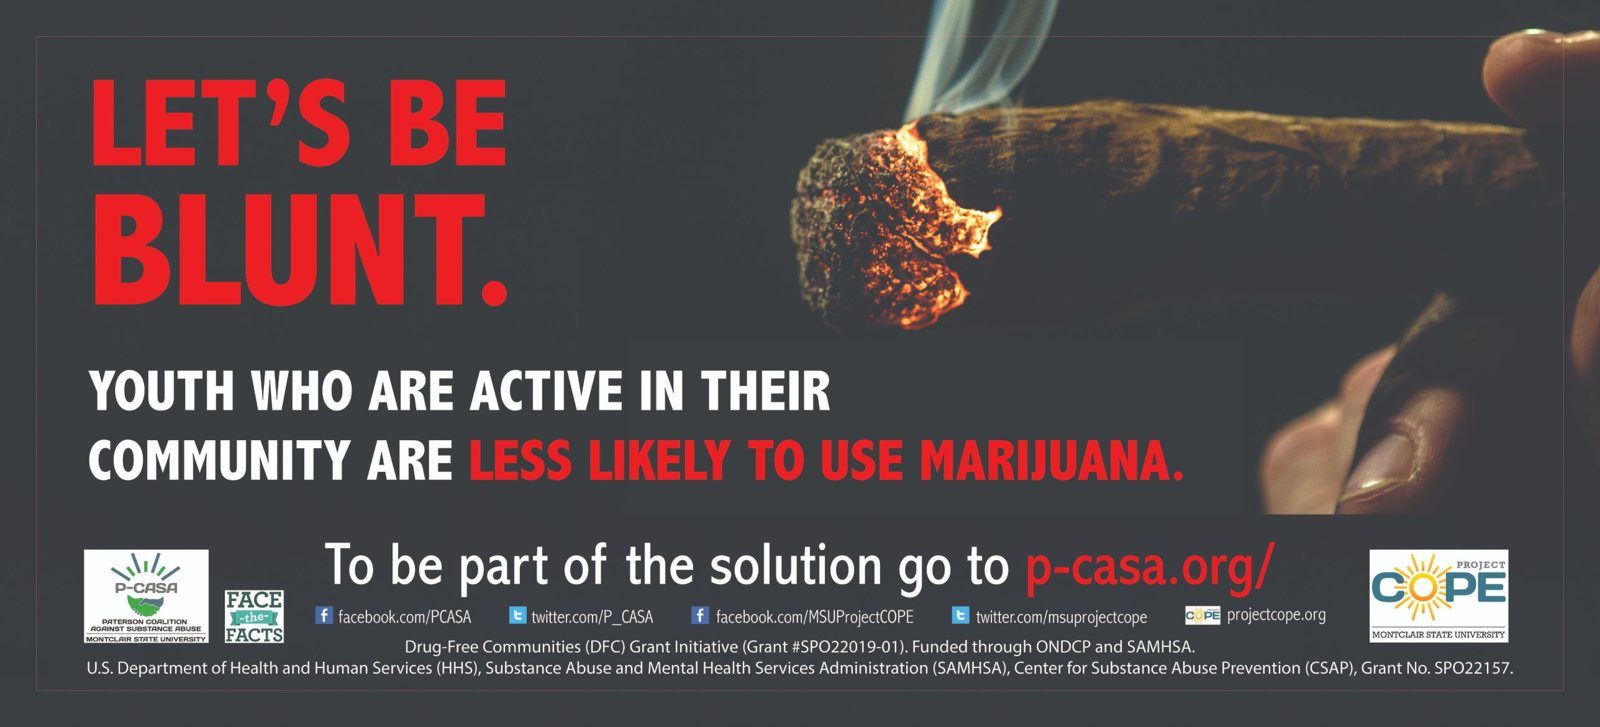 LET'S BE
BLUNT.
YOUTH WHO ARE ACTIVE IN THEIR
COMMUNITY ARE LESS LIKELY TO USE MARIJUANA.
To be part of the solution go to p-casa.org/
P-CASA
PATERSON COALITION
AGAINST SUBSTANCE ABUSE
MONTCLAIR STATE UNIVERSITY
FACE
-the-
FACTS
facebook.com/PCASA
twitter.com/P_CASA
facebook.com/MSUProjectCOPE
twitter.com/msuprojectcope
COPE projectcope.org
PROJECT
COPE
MONTCLAIR STATE UNIVERSITY
Drug-Free Communities (DFC) Grant Initiative (Grant #SPO22019-01). Funded through ONDCP and SAMHSA.
U.S. Department of Health and Human Services (HHS), Substance Abuse and Mental Health Services Administration (SAMHSA), Center for Substance Abuse Prevention (CSAP), Grant No. SPO22157.